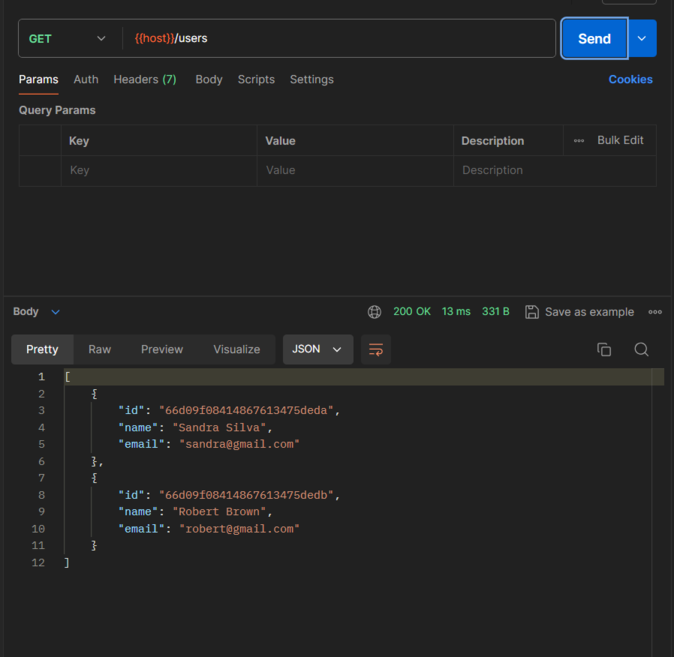 GET {{host}}/users Send
Params Auth Headers (7) Body Scripts Settings Cookies
Query Params
Key Value Description Bulk Edit
Key Value Description
Body 200 OK 13 ms 331 B Save as example
Pretty Raw Preview Visualize JSON
1 [
2 {
3 "id": "66d09f08414867613475deda",
4 "name": "Sandra Silva",
5 "email": "sandra@gmail.com"
6 },
7 {
8 "id": "66d09f08414867613475dedb",
9 "name": "Robert Brown",
10 "email": "robert@gmail.com"
11 }
12 ]